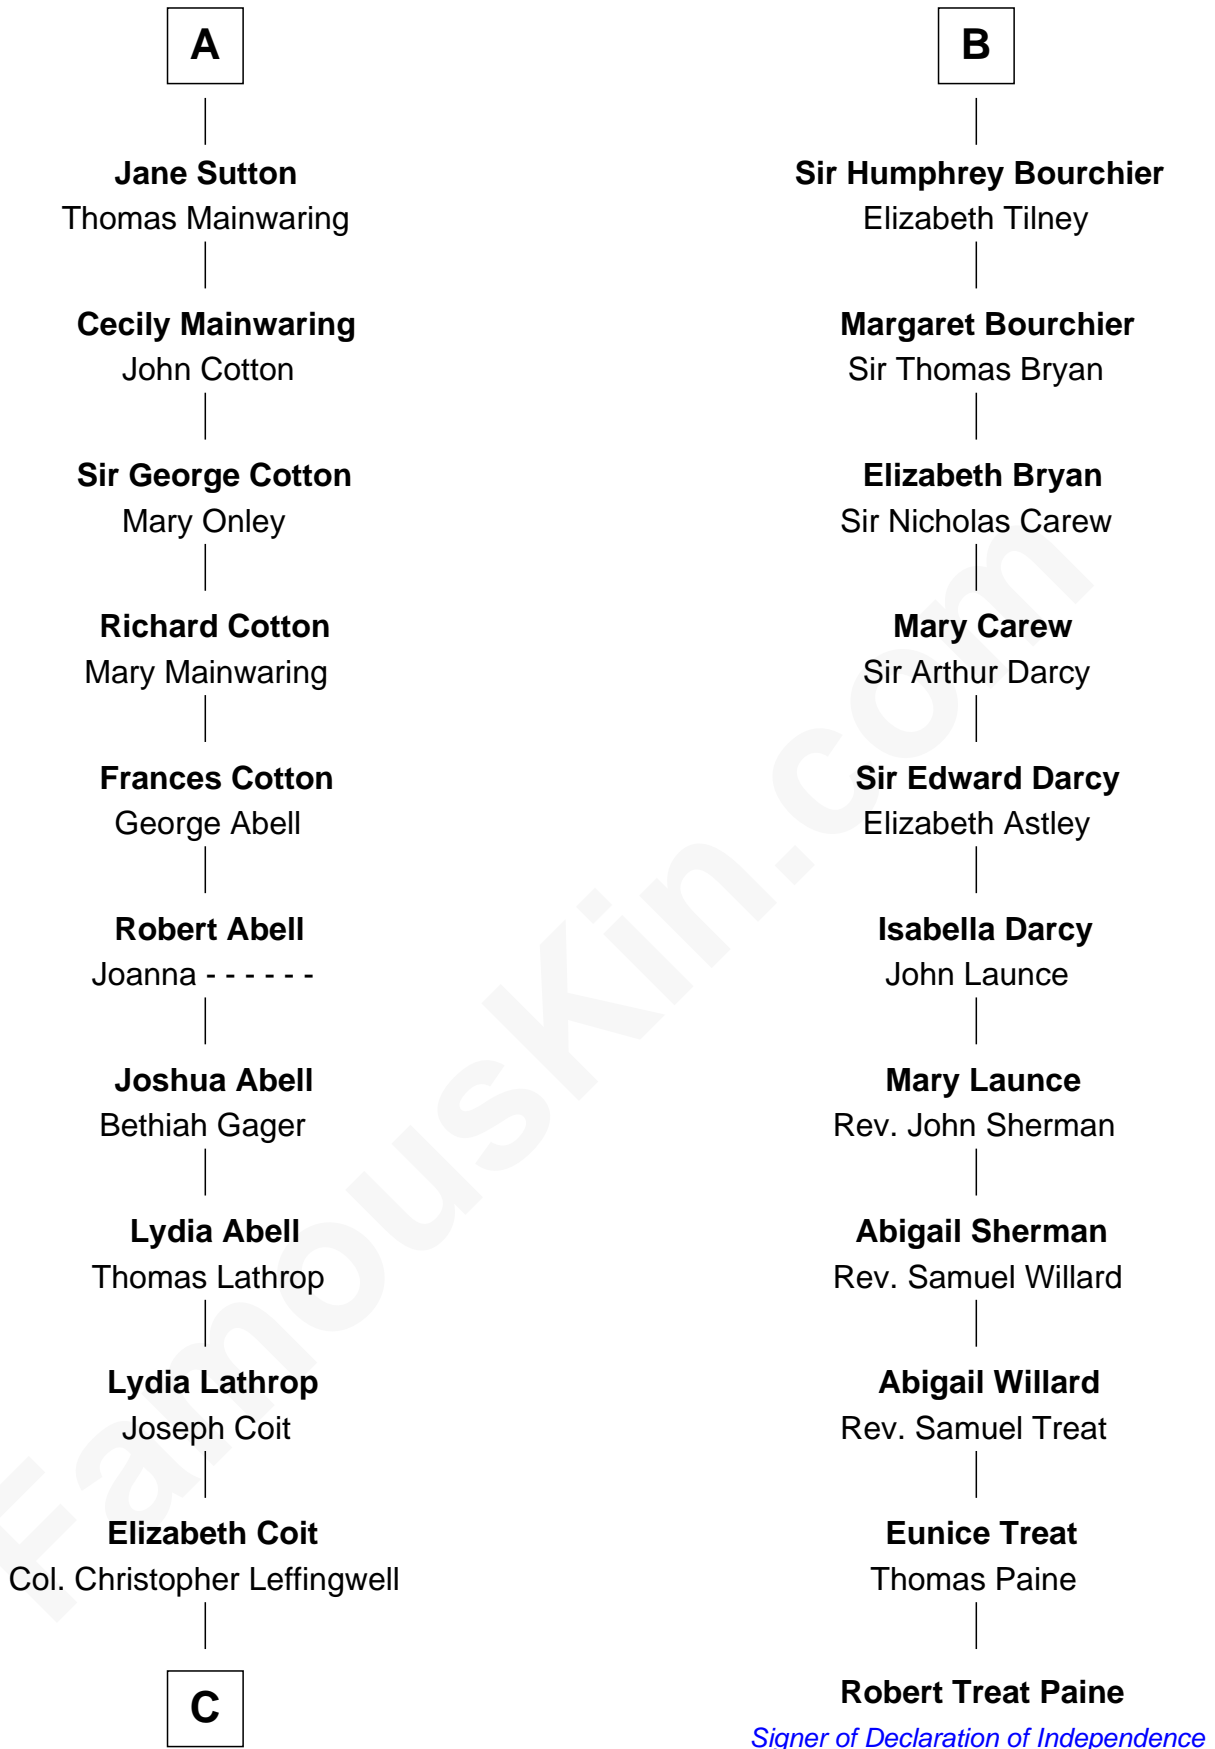 A
Jane Sutton
Thomas Mainwaring
Cecily Mainwaring
John Cotton
Sir George Cotton
Mary Onley
Richard Cotton
Mary Mainwaring
Frances Cotton
George Abell
Robert Abell
Joanna - - - - - -
Joshua Abell
Bethiah Gager
Lydia Abell
Thomas Lathrop
Lydia Lathrop
Joseph Coit
Elizabeth Coit
Col. Christopher Leffingwell
C
B
Sir Humphrey Bourchier
Elizabeth Tilney
Margaret Bourchier
Sir Thomas Bryan
Elizabeth Bryan
Sir Nicholas Carew
Mary Carew
Sir Arthur Darcy
Sir Edward Darcy
Elizabeth Astley
Isabella Darcy
John Launce
Mary Launce
Rev. John Sherman
Abigail Sherman
Rev. Samuel Willard
Abigail Willard
Rev. Samuel Treat
Eunice Treat
Thomas Paine
Robert Treat Paine
Signer of Declaration of Independence
FamousKin.com